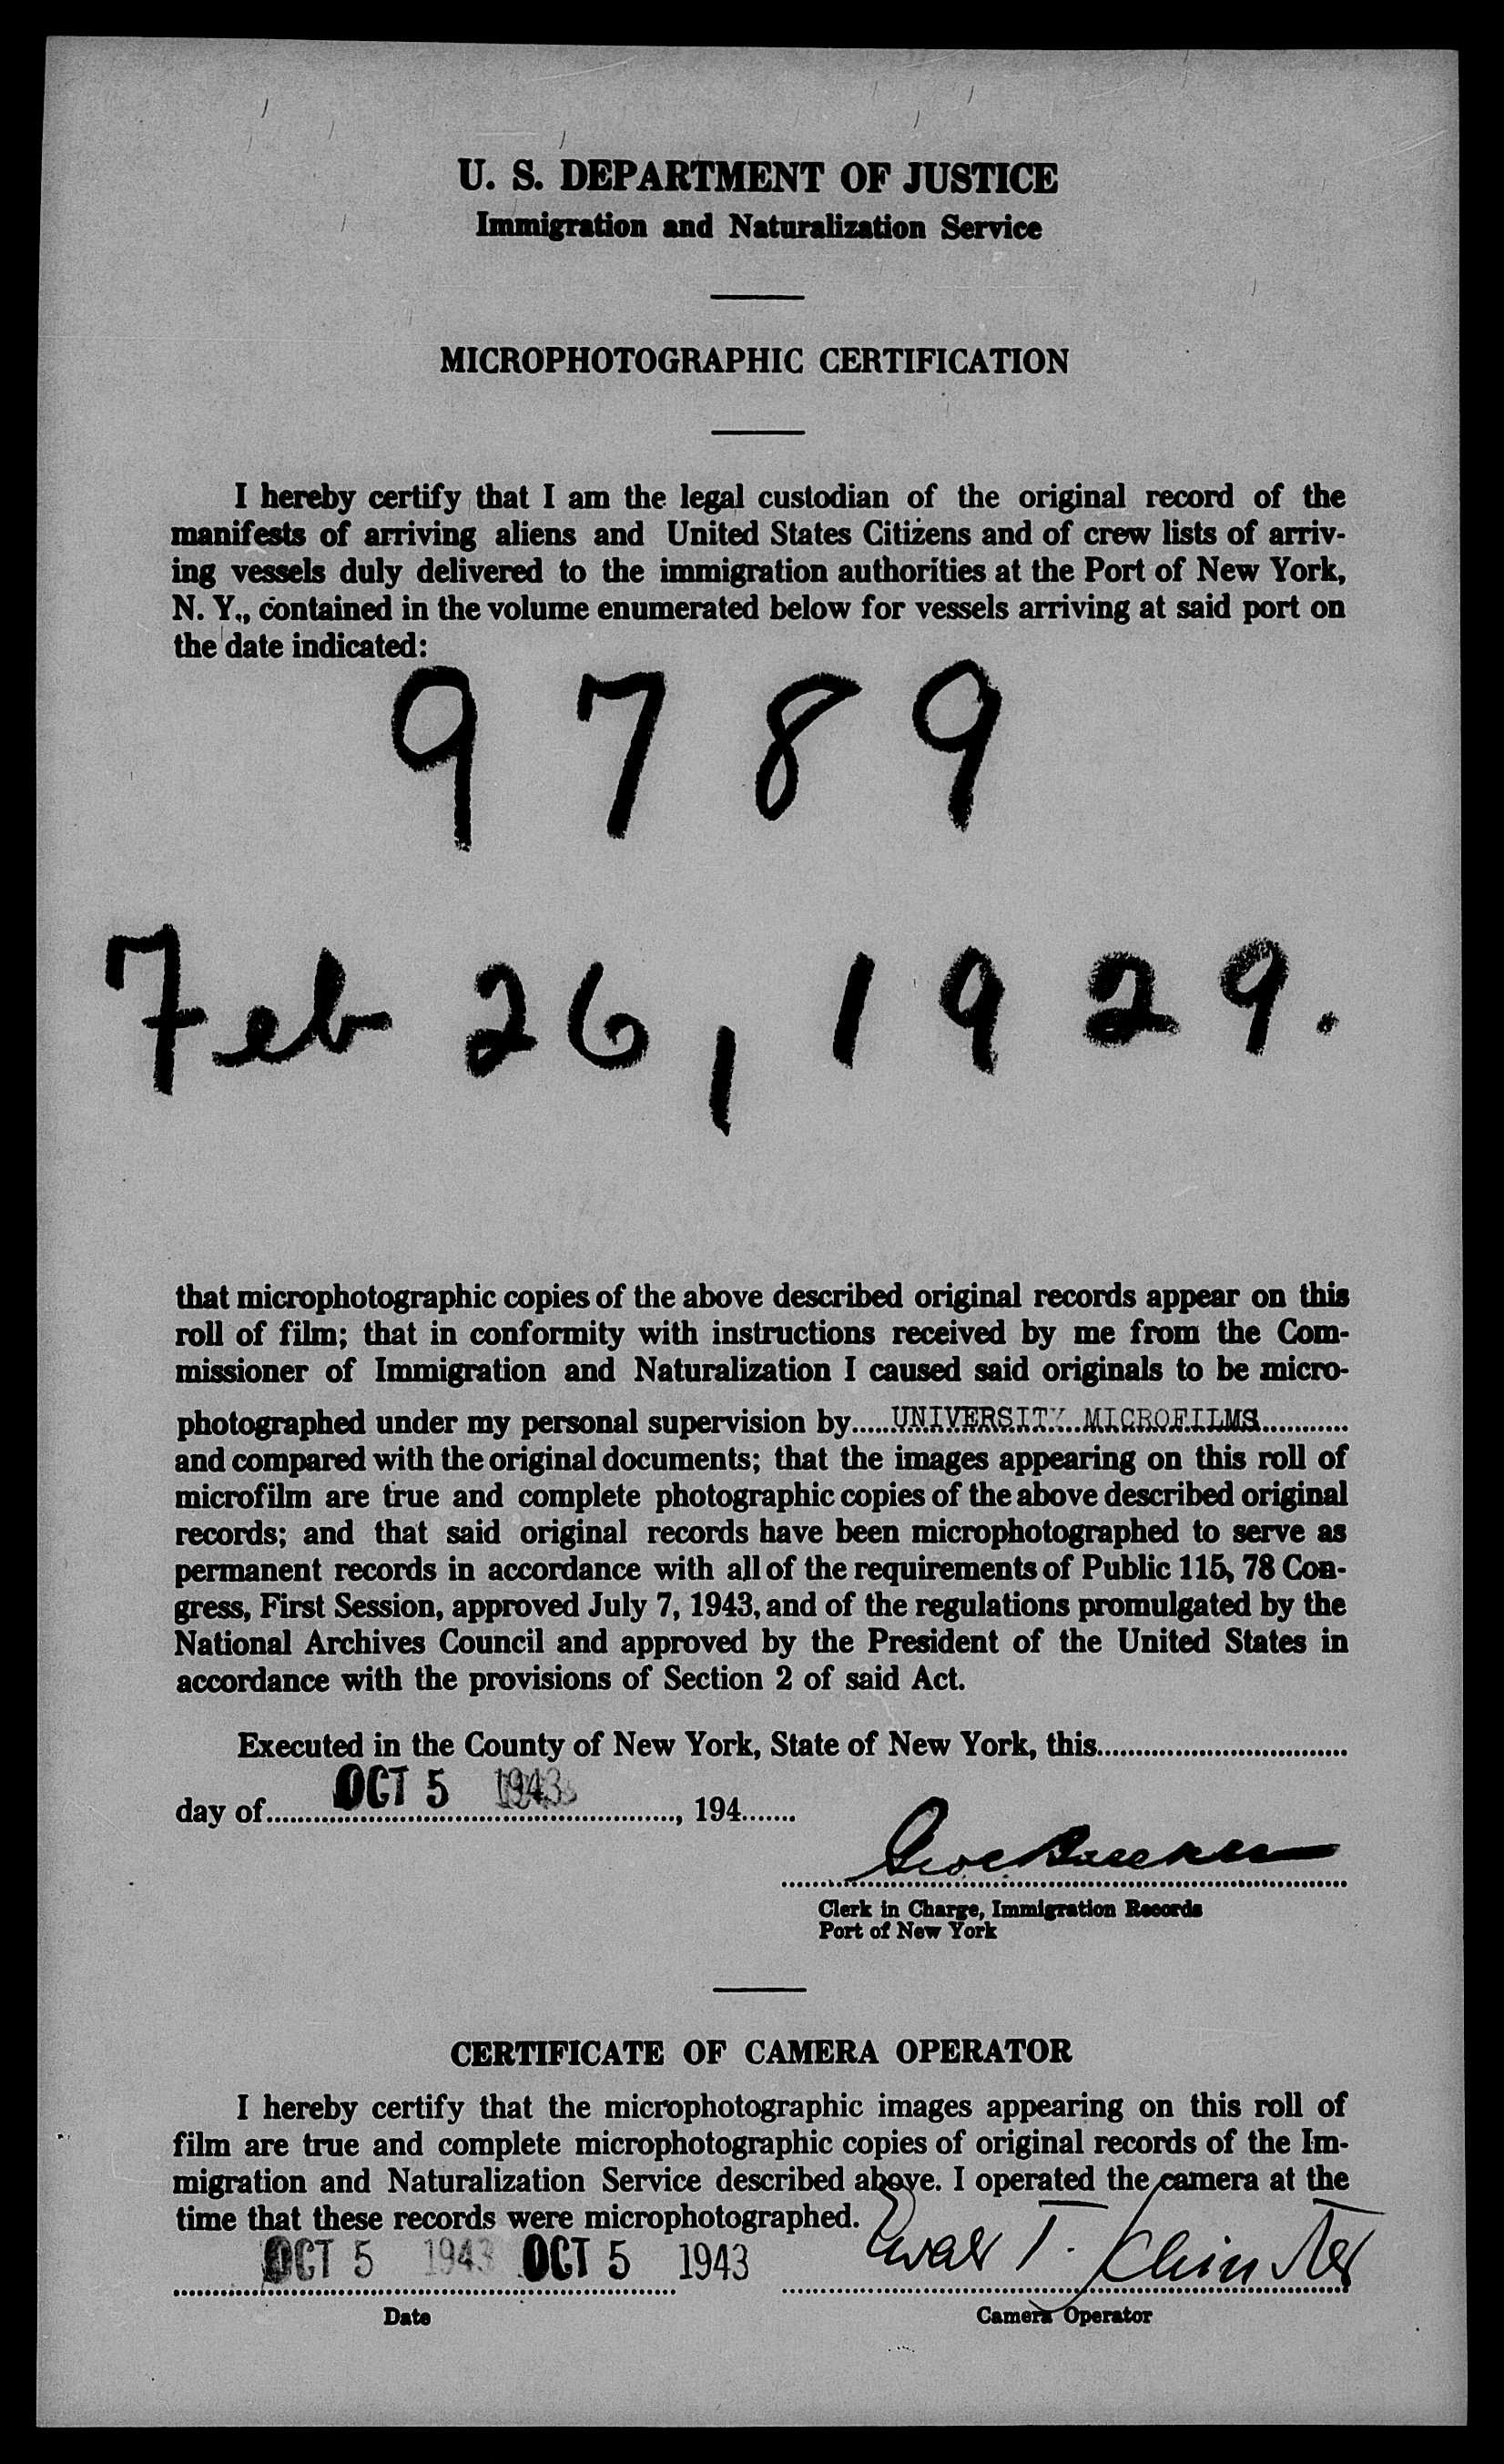 U. S. DEPARTMENT OF JUSTICE
Immigration and Naturalization Service
MICROPHOTOGRAPHIC CERTIFICATION
I hereby certify that I am the legal custodian of the original record of the
manifests of arriving aliens and United States Citizens and of crew lists of arriv-
ing vessels duly delivered to the immigration authorities at the Port of New York,
N. Y., contained in the volume enumerated below for vessels arriving at said port on
the date indicated:
9789
Feb 26, 1929.
that microphotographic copies of the above described original records appear on this
roll of film; that in conformity with instructions received by me from the Com-
missioner of Immigration and Naturalization I caused said originals to be micro-
photographed under my personal supervision by.....UNIVERSITY MICROFILMS............
and compared with the original documents; that the images appearing on this roll of
microfilm are true and complete photographic copies of the above described original
records; and that said original records have been microphotographed to serve as
permanent records in accordance with all of the requirements of Public 115, 78 Con-
gress, First Session, approved July 7, 1943, and of the regulations promulgated by the
National Archives Council and approved by the President of the United States in
accordance with the provisions of Section 2 of said Act.
Executed in the County of New York, State of New York, this................................
day of........OCT 5 1943................, 194.......
Clerk in Charge, Immigration Records
Port of New York
CERTIFICATE OF CAMERA OPERATOR
I hereby certify that the microphotographic images appearing on this roll of
film are true and complete microphotographic copies of original records of the Im-
migration and Naturalization Service described above. I operated the camera at the
time that these records were microphotographed.
OCT 5 1943 OCT 5 1943 T.
Date
Camera Operator